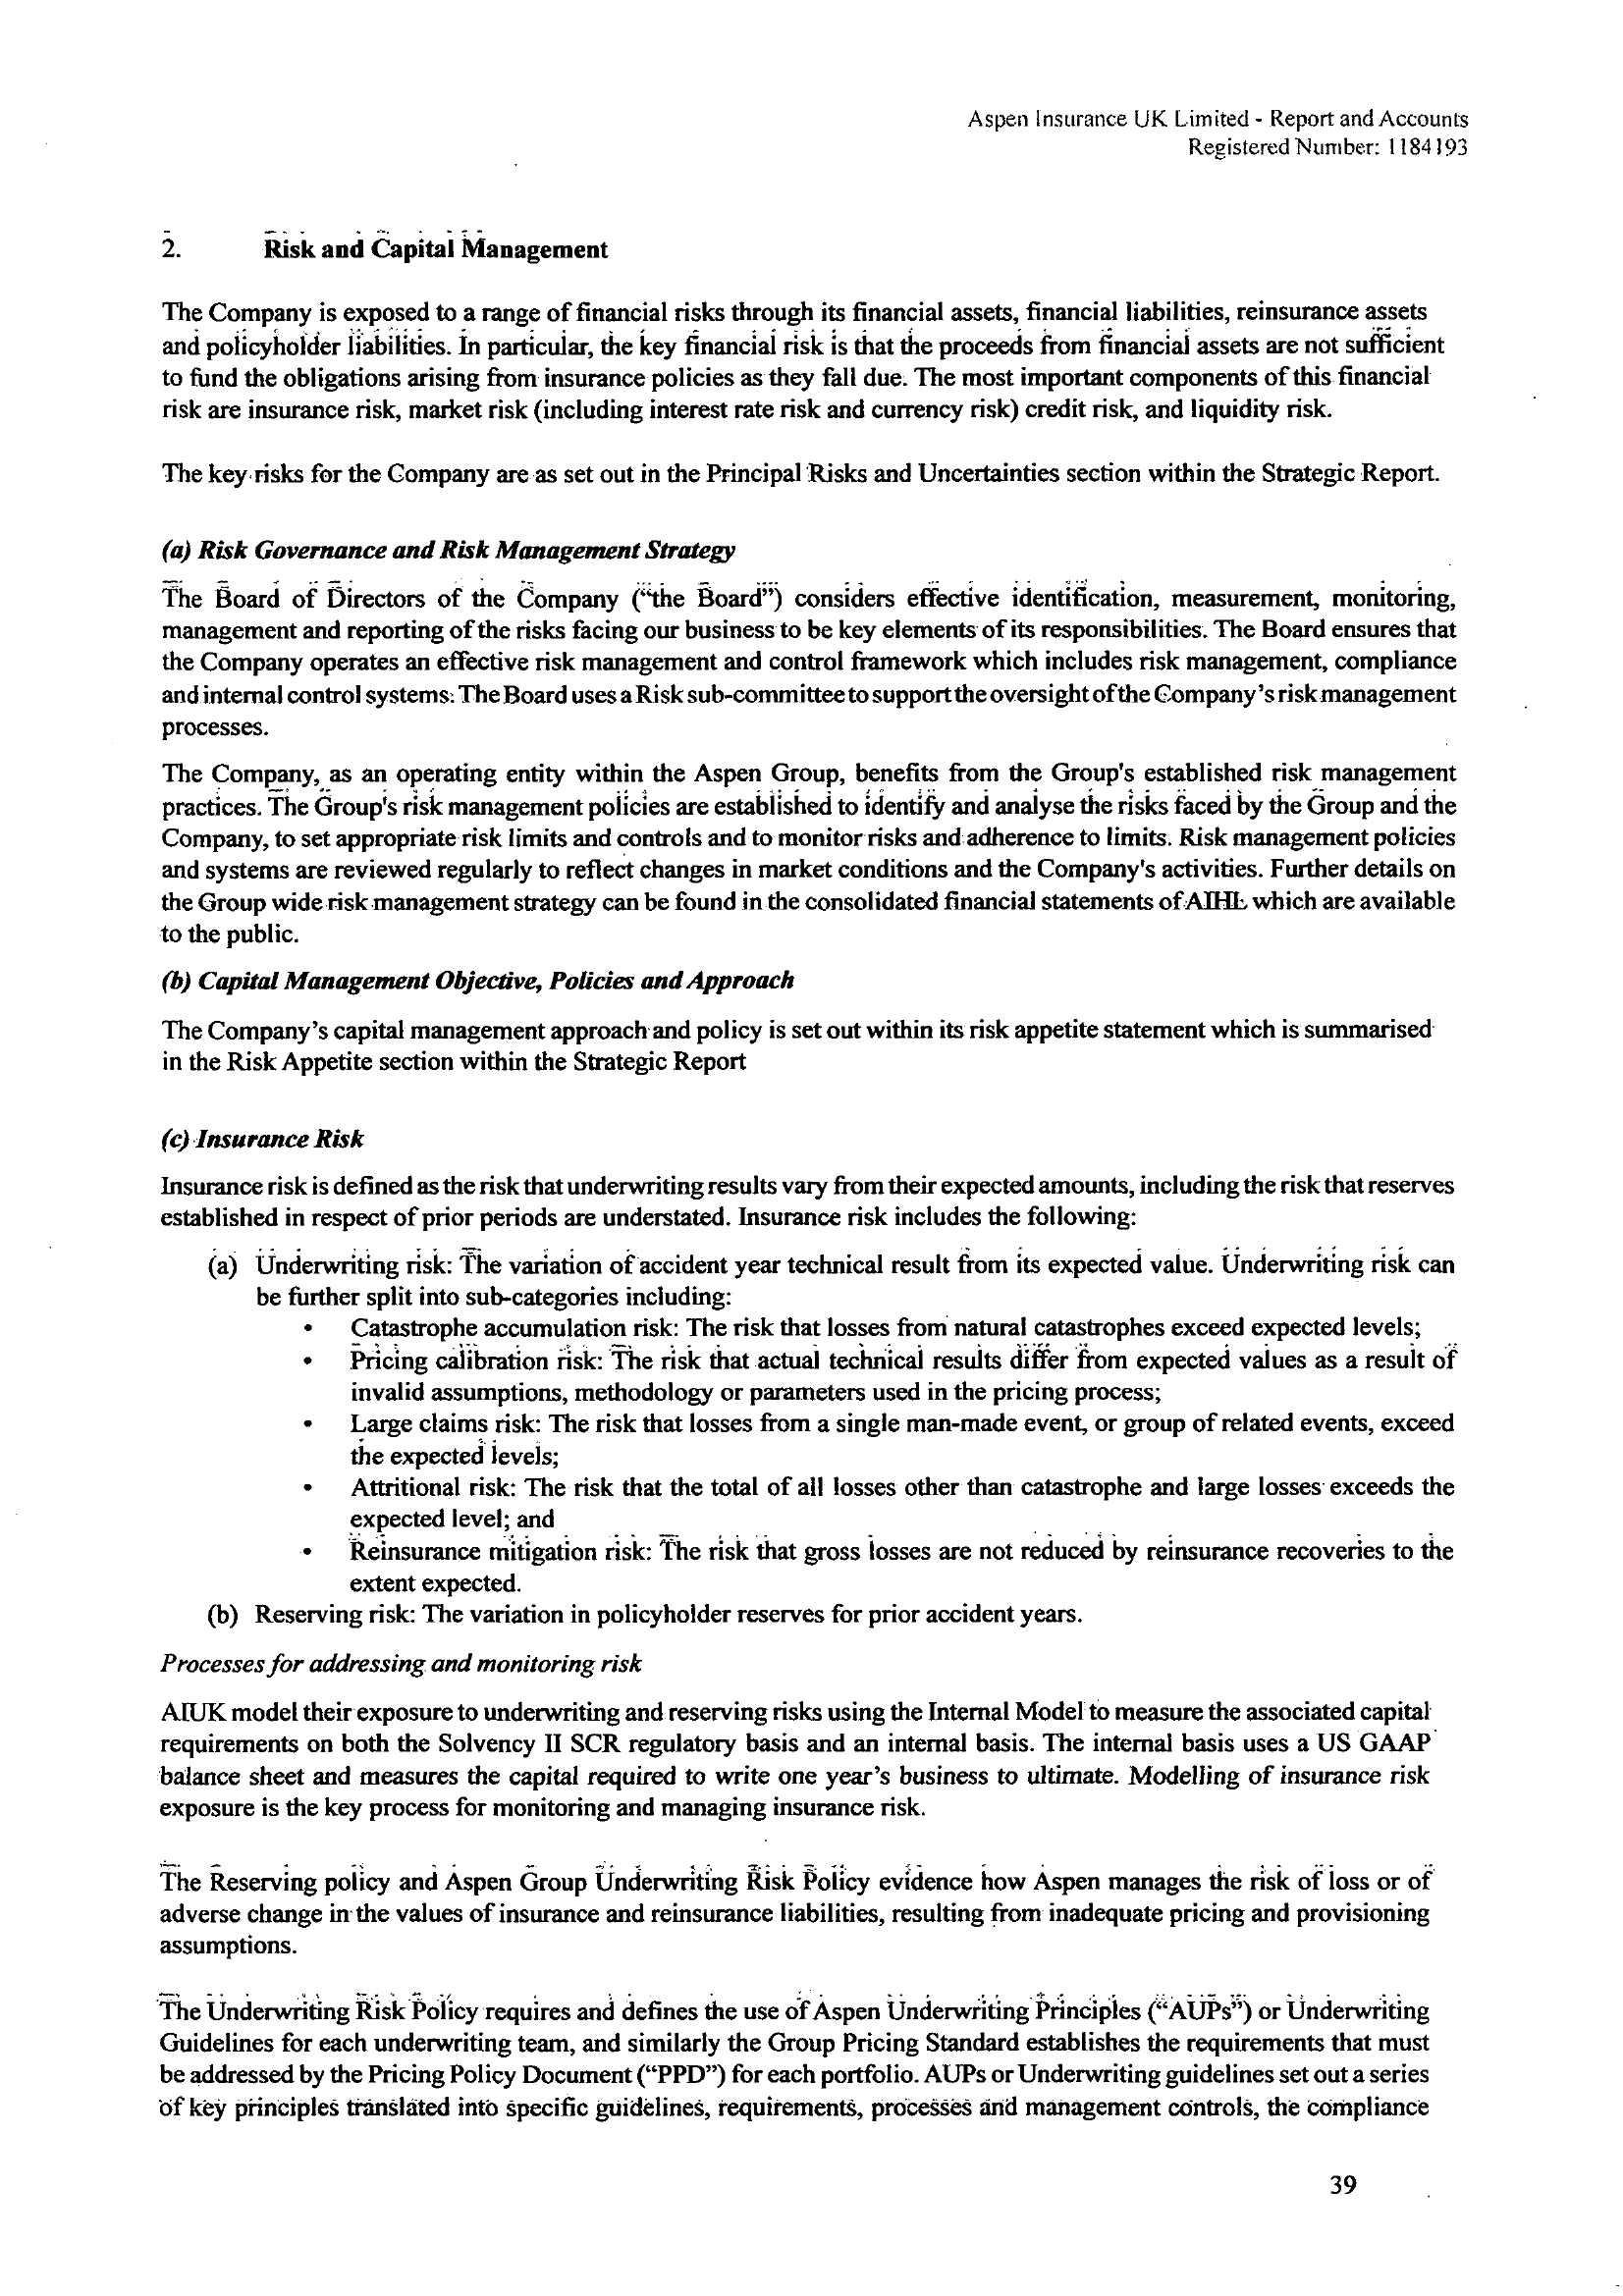 Aspen Insurance UK Limited - Report and Accounts
Registered Number: 1184193
2. Risk and Capital Management
The Company is exposed to a range of financial risks through its financial assets, financial liabilities, reinsurance assets
and policyholder liabilities. In particular, the key financial risk is that the proceeds from financial assets are not sufficient
to fund the obligations arising from insurance policies as they fall due. The most important components of this financial
risk are insurance risk, market risk (including interest rate risk and currency risk) credit risk, and liquidity risk.
The key risks for the Company are as set out in the Principal Risks and Uncertainties section within the Strategic Report.
(a) Risk Governance and Risk Management Strategy
The Board of Directors of the Company (“the Board”) considers effective identification, measurement, monitoring,
management and reporting of the risks facing our business to be key elements of its responsibilities. The Board ensures that
the Company operates an effective risk management and control framework which includes risk management, compliance
and internal control systems. The Board uses a Risk sub-committee to support the oversight of the Company’s risk management
processes.
The Company, as an operating entity within the Aspen Group, benefits from the Group's established risk management
practices. The Group's risk management policies are established to identify and analyse the risks faced by the Group and the
Company, to set appropriate risk limits and controls and to monitor risks and adherence to limits. Risk management policies
and systems are reviewed regularly to reflect changes in market conditions and the Company's activities. Further details on
the Group wide risk management strategy can be found in the consolidated financial statements of AIHL which are available
to the public.
(b) Capital Management Objective, Policies and Approach
The Company’s capital management approach and policy is set out within its risk appetite statement which is summarised
in the Risk Appetite section within the Strategic Report
(c) Insurance Risk
Insurance risk is defined as the risk that underwriting results vary from their expected amounts, including the risk that reserves
established in respect of prior periods are understated. Insurance risk includes the following:
(a) Underwriting risk: The variation of accident year technical result from its expected value. Underwriting risk can
be further split into sub-categories including:
• Catastrophe accumulation risk: The risk that losses from natural catastrophes exceed expected levels;
• Pricing calibration risk: The risk that actual technical results differ from expected values as a result of
invalid assumptions, methodology or parameters used in the pricing process;
• Large claims risk: The risk that losses from a single man-made event, or group of related events, exceed
the expected levels;
• Attritional risk: The risk that the total of all losses other than catastrophe and large losses exceeds the
expected level; and
• Reinsurance mitigation risk: The risk that gross losses are not reduced by reinsurance recoveries to the
extent expected.
(b) Reserving risk: The variation in policyholder reserves for prior accident years.
Processes for addressing and monitoring risk
AIUK model their exposure to underwriting and reserving risks using the Internal Model to measure the associated capital
requirements on both the Solvency II SCR regulatory basis and an internal basis. The internal basis uses a US GAAP
balance sheet and measures the capital required to write one year’s business to ultimate. Modelling of insurance risk
exposure is the key process for monitoring and managing insurance risk.
The Reserving policy and Aspen Group Underwriting Risk Policy evidence how Aspen manages the risk of loss or of
adverse change in the values of insurance and reinsurance liabilities, resulting from inadequate pricing and provisioning
assumptions.
The Underwriting Risk Policy requires and defines the use of Aspen Underwriting Principles (“AUPs”) or Underwriting
Guidelines for each underwriting team, and similarly the Group Pricing Standard establishes the requirements that must
be addressed by the Pricing Policy Document (“PPD”) for each portfolio. AUPs or Underwriting guidelines set out a series
of key principles translated into specific guidelines, requirements, processes and management controls, the compliance
39